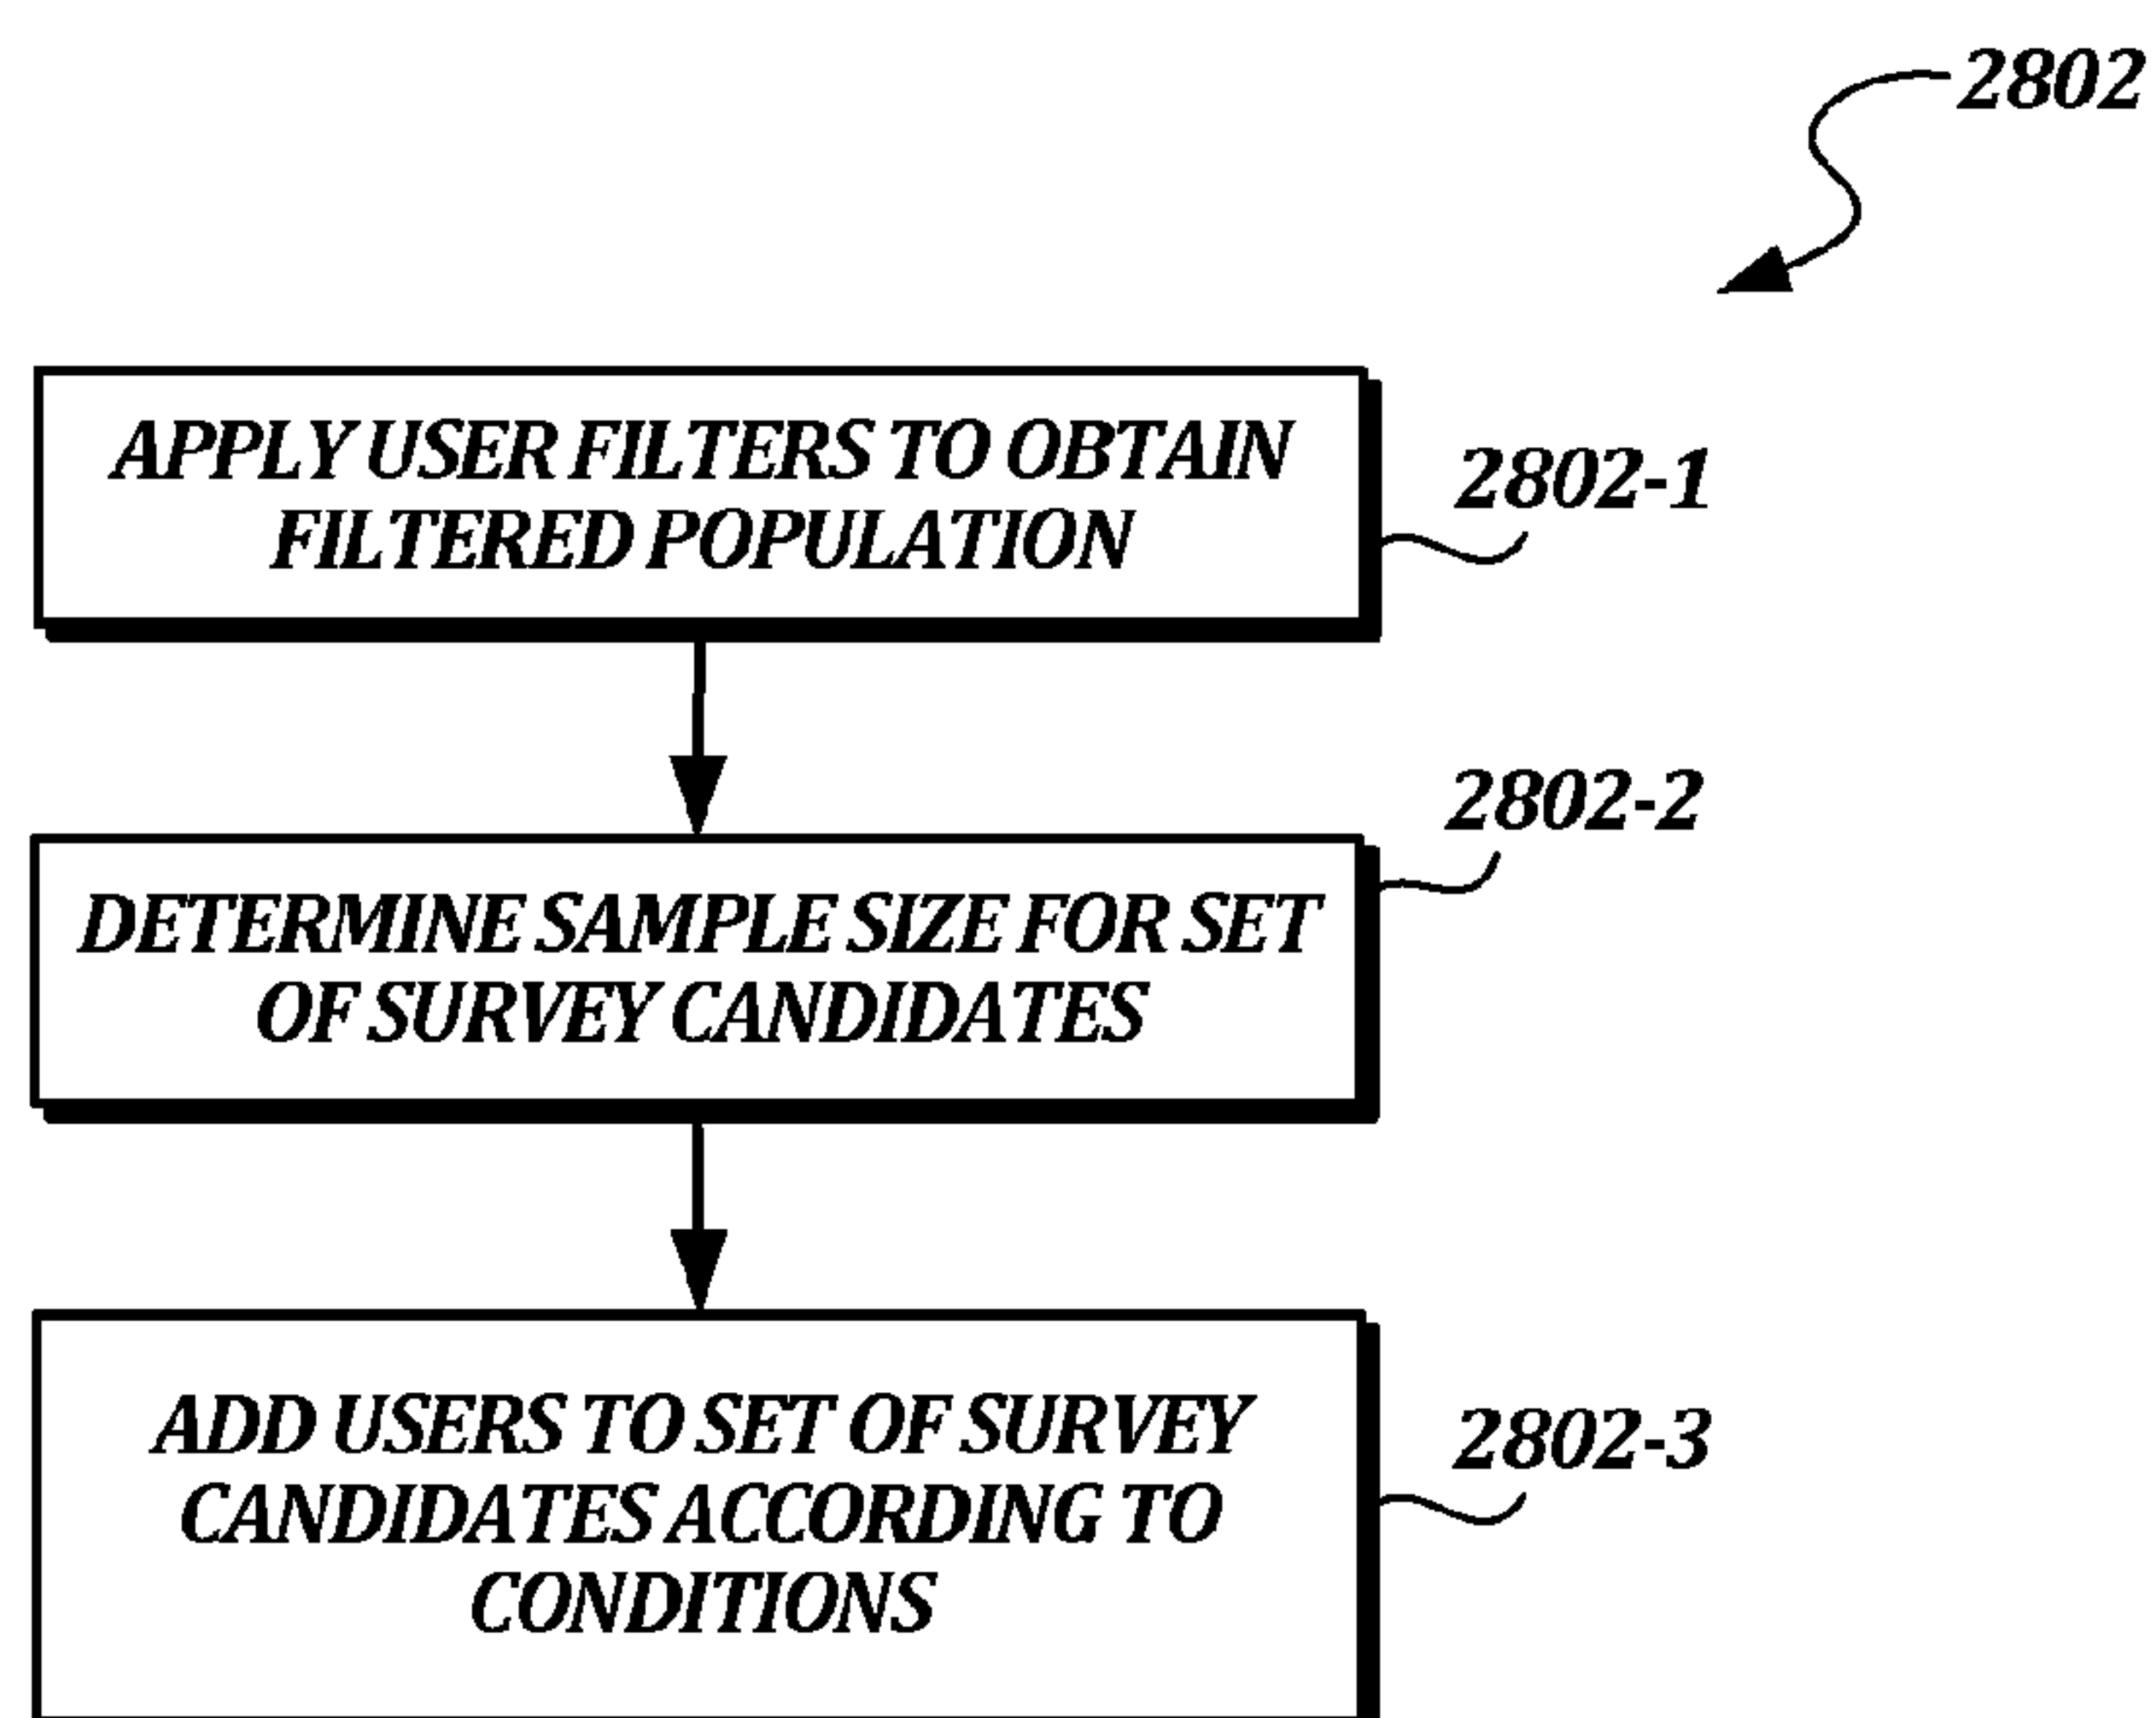 2802
APPLY USER FILTERS TO OBTAIN
FILTERED POPULATION
2802-1
2802-2
DETERMINE SAMPLE SIZE FOR SET
OF SURVEY CANDIDATES
ADD USERS TO SET OF SURVEY
CANDIDATES ACCORDING TO
CONDITIONS
2802-3